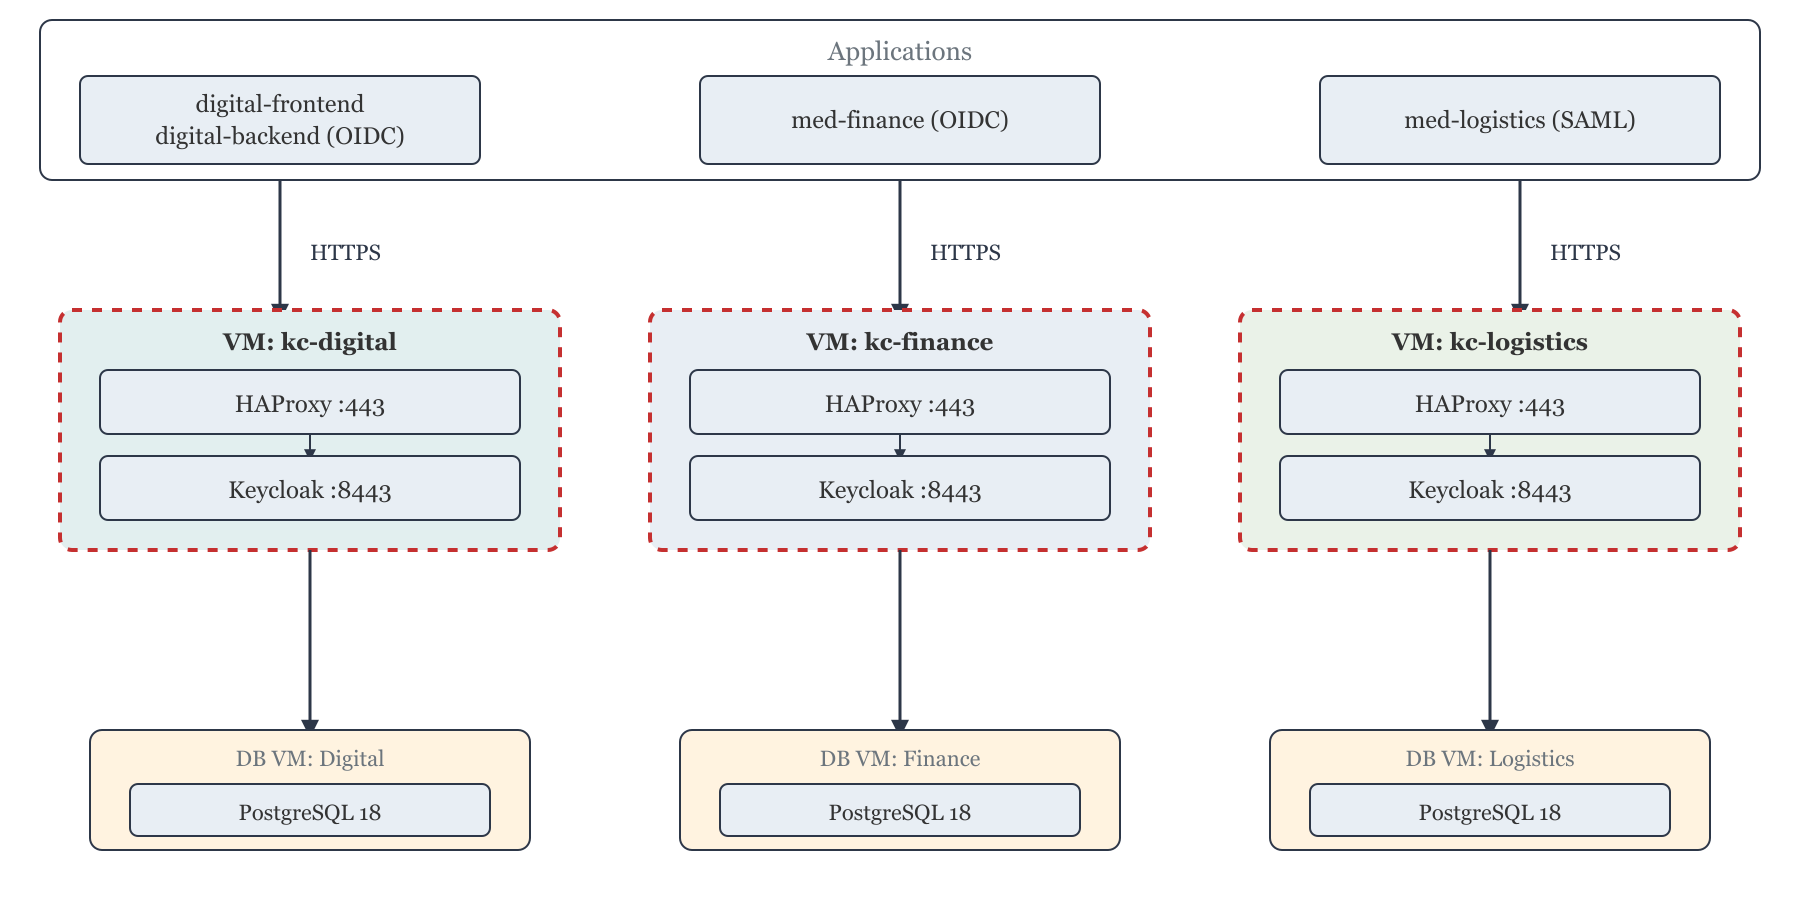 Applications
digital-frontend
digital-backend (OIDC)
med-finance (OIDC)
med-logistics (SAML)
HTTPS
HTTPS
HTTPS
VM: kc-digital
HAProxy :443
Keycloak :8443
VM: kc-finance
HAProxy :443
Keycloak :8443
VM: kc-logistics
HAProxy :443
Keycloak :8443
DB VM: Digital
PostgreSQL 18
DB VM: Finance
PostgreSQL 18
DB VM: Logistics
PostgreSQL 18